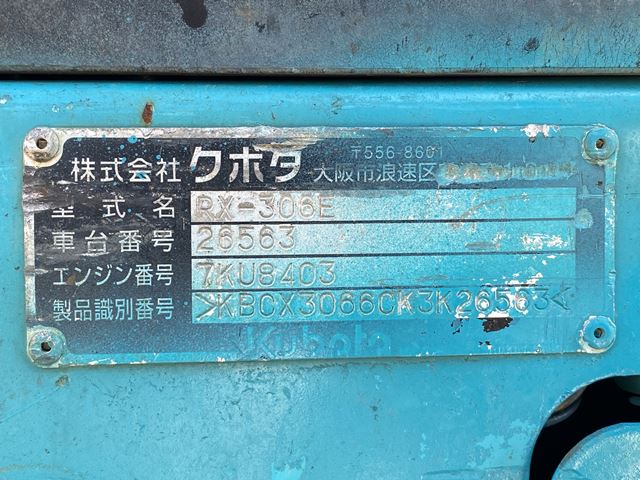 株式会社 クボタ 〒556-8601
大阪市浪速区
型式名 RX-306E
車台番号 26563
エンジン番号 7KU8403
製品識別番号 >KBCX3066CK3K26563<
Kubota